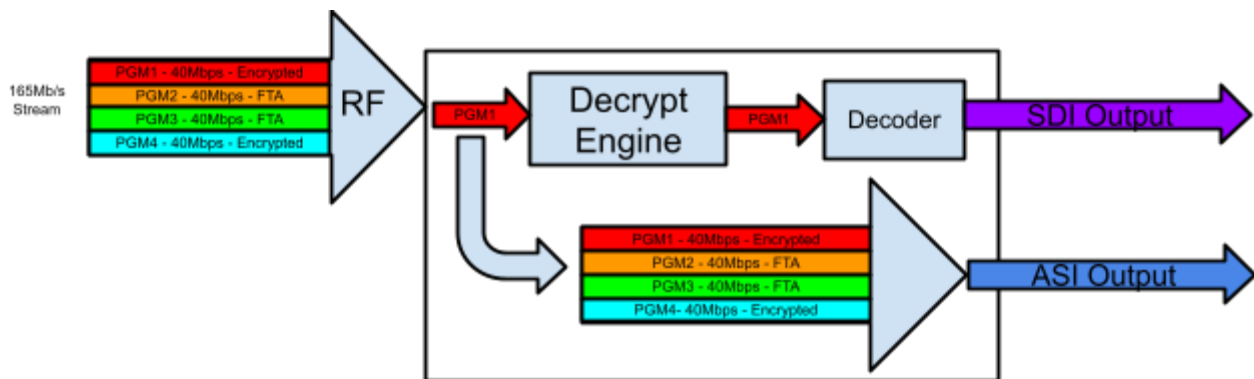 165Mb/s
Stream
PGM1 - 40Mbps - Encrypted
PGM2 - 40Mbps - FTA
PGM3 - 40Mbps - FTA
PGM4 - 40Mbps - Encrypted
RF
PGM1
Decrypt
Engine
PGM1
Decoder
SDI Output
PGM1 - 40Mbps - Encrypted
PGM2 - 40Mbps - FTA
PGM3 - 40Mbps - FTA
PGM4- 40Mbps - Encrypted
ASI Output